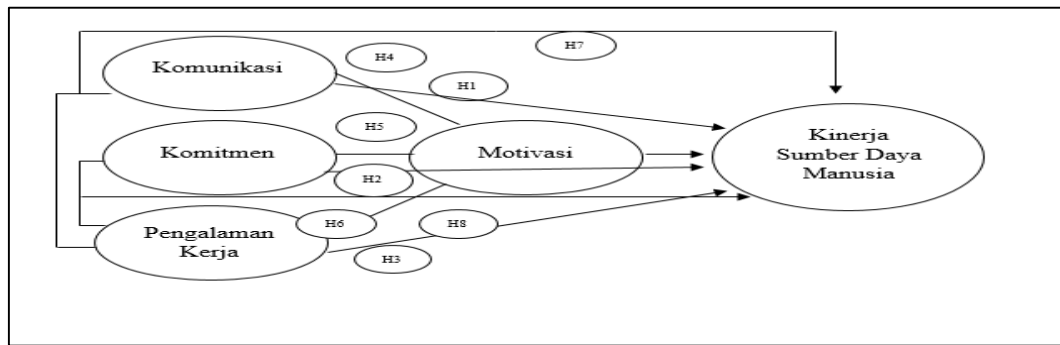 H7
H4
Komunikasi
H1
H5
Komitmen
Motivasi
H2
Kinerja
Sumber Daya
Manusia
H6
H8
Pengalaman
Kerja
H3